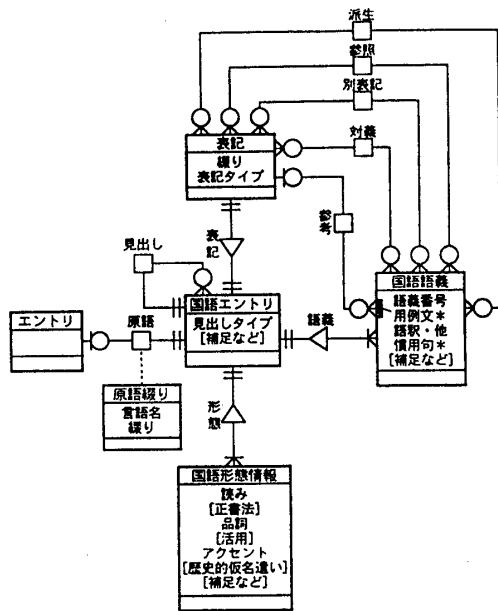 派生
参照
別表記
表記
綴り
表記タイプ
対義
参考
見出し
表記
国語語義
語義番号
用例文*
語釈・他
慣用句*
[補足など]
エントリ
原語
国語エントリ
見出しタイプ
[補足など]
語義
原語綴り
言語名
綴り
形態
国語形態情報
読み
[正書法]
品詞
[活用]
アクセント
[歴史的仮名遣い]
[補足など]